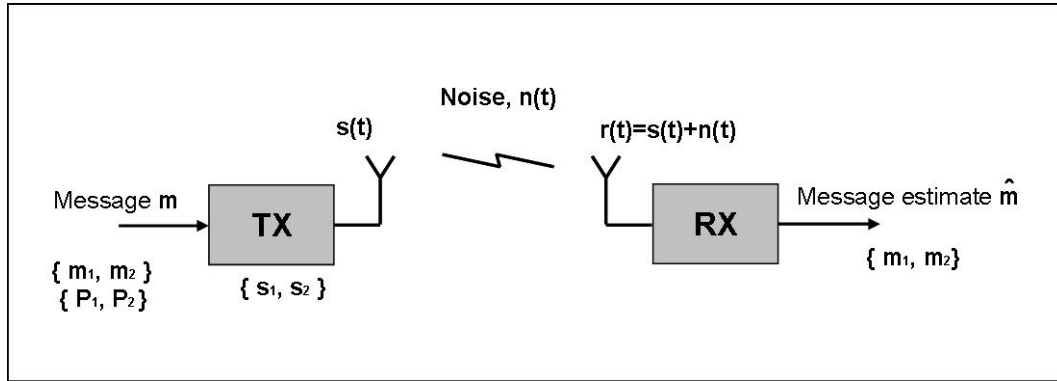 Noise, n(t)
s(t)
r(t)=s(t)+n(t)
Message m
TX
RX
Message estimate m̂
{ m₁, m₂ }
{ P₁, P₂}
{ s₁, s₂ }
{ m₁, m₂}